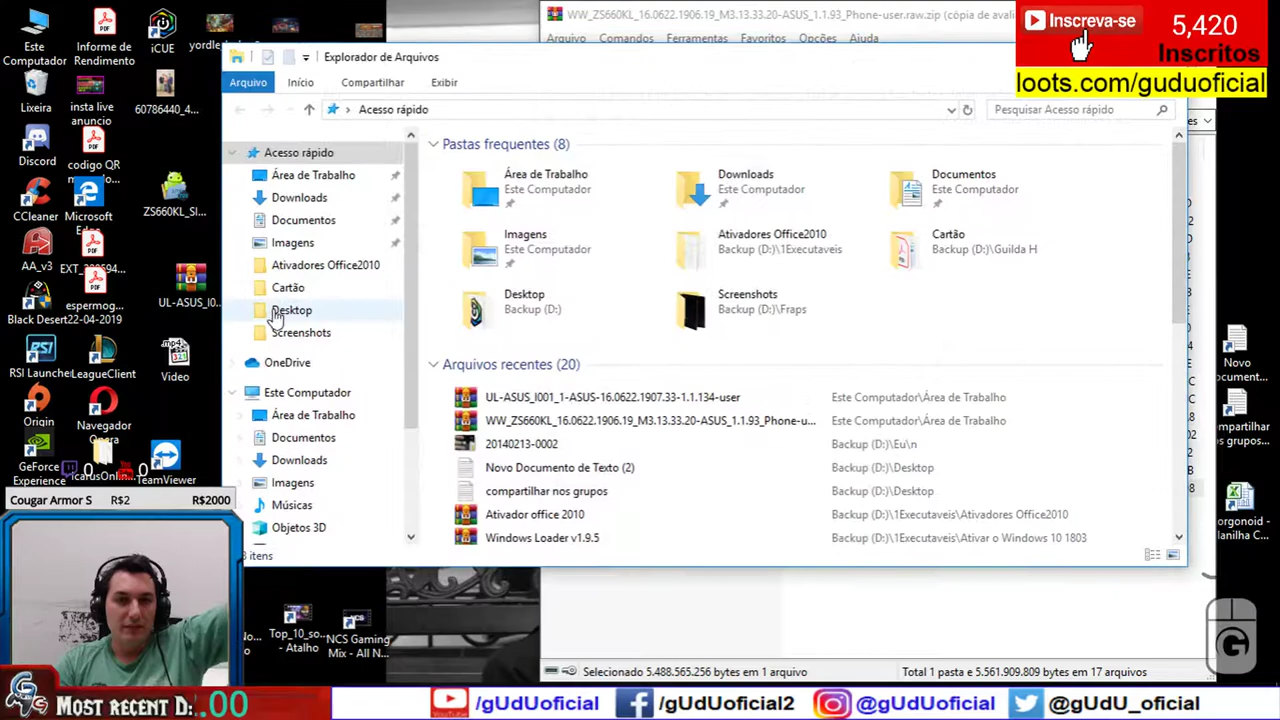 WW_ZS660KL_16.0622.1906.19_M3.13.33.20-ASUS_1.1.93_Phone-user.raw.zip (cópia de avali
Arquivo Comandos Ferramentas Favoritos Opções Ajuda
Inscreva-se
5,420
Inscritos
loots.com/guduoficial
Este Computador
Informe de Rendimento
iCUE
yordle
Lixeira
insta live anuncio
60786440_4...
Discord
codigo QR
CCleaner
Microsoft Edge
ZS660KL_SI...
AA_v3
EXT_
UL-ASUS_I0...
Black Desert
espermog...
22-04-2019
RSI Launcher
LeagueClient
Video
Origin
Navegador Opera
GeForce Experience
IcarusOnlin...
TeamViewer
0 0
Explorador de Arquivos
Arquivo Início Compartilhar Exibir
Acesso rápido
Pesquisar Acesso rápido
Acesso rápido
Área de Trabalho
Downloads
Documentos
Imagens
Ativadores Office2010
Cartão
Desktop
Screenshots
OneDrive
Este Computador
Área de Trabalho
Documentos
Downloads
Imagens
Músicas
Objetos 3D
Pastas frequentes (8)
Área de Trabalho
Este Computador
Downloads
Este Computador
Documentos
Este Computador
Imagens
Este Computador
Ativadores Office2010
Backup (D:)\1Executaveis
Cartão
Backup (D:)\Guilda H
Desktop
Backup (D:)
Screenshots
Backup (D:)\Fraps
Arquivos recentes (20)
UL-ASUS_I001_1-ASUS-16.0622.1907.33-1.1.134-user Este Computador\Área de Trabalho
WW_ZS660KL_16.0622.1906.19_M3.13.33.20-ASUS_1.1.93_Phone-u... Este Computador\Área de Trabalho
20140213-0002 Backup (D:)\Eu\n
Novo Documento de Texto (2) Backup (D:)\Desktop
compartilhar nos grupos Backup (D:)\Desktop
Ativador office 2010 Backup (D:)\1Executaveis\Ativadores Office2010
Windows Loader v1.9.5 Backup (D:)\1Executaveis\Ativar o Windows 10 1803
itens
Novo Document...
compartilhar nos grupos...
orgonoid - Planilha C...
Cougar Armor S R$2 R$2000
Top_10_so... - Atalho
NCS Gaming Mix - All N...
Selecionado 5.488.565.256 bytes em 1 arquivo
Total 1 pasta e 5.561.909.809 bytes em 17 arquivos
G
Most recent D: .00
/gUdUoficial
/gUdUoficial2
@gUdUoficial
@gUdU_oficial